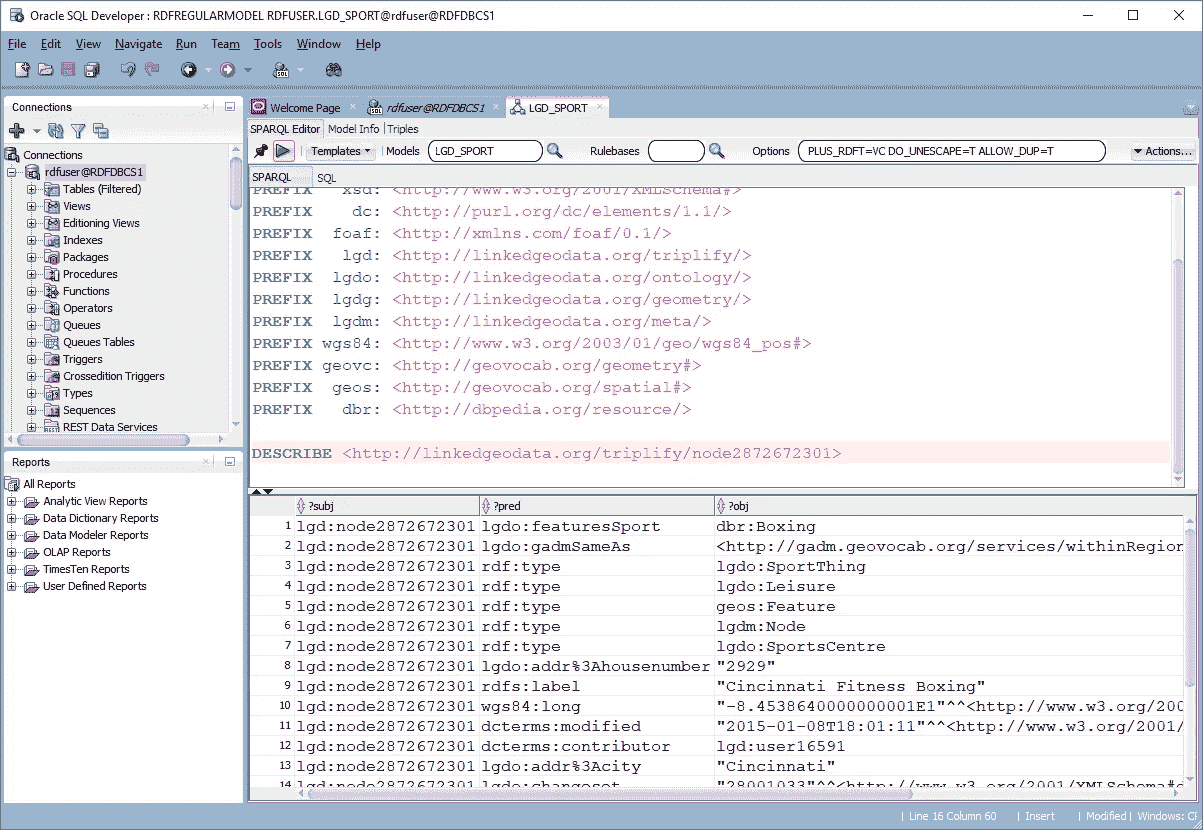 Oracle SQL Developer : RDFREGULARMODEL RDFUSER.LGD_SPORT@rdfuser@RDFDBCS1
File Edit View Navigate Run Team Tools Window Help
Connections
Connections
rdfuser@RDFDBCS1
Tables (Filtered)
Views
Editioning Views
Indexes
Packages
Procedures
Functions
Operators
Queues
Queues Tables
Triggers
Crossedition Triggers
Types
Sequences
REST Data Services
Reports
All Reports
Analytic View Reports
Data Dictionary Reports
Data Modeler Reports
OLAP Reports
TimesTen Reports
User Defined Reports
Welcome Page rdfuser@RDFDBCS1 LGD_SPORT
SPARQL Editor Model Info Triples
Templates Models LGD_SPORT Rulebases Options PLUS_RDFT=VC DO_UNESCAPE=T ALLOW_DUP=T Actions...
SPARQL SQL
PREFIX xsd: <http://www.w3.org/2001/XMLSchema#>
PREFIX dc: <http://purl.org/dc/elements/1.1/>
PREFIX foaf: <http://xmlns.com/foaf/0.1/>
PREFIX lgd: <http://linkedgeodata.org/triplify/>
PREFIX lgdo: <http://linkedgeodata.org/ontology/>
PREFIX lgdg: <http://linkedgeodata.org/geometry/>
PREFIX lgdm: <http://linkedgeodata.org/meta/>
PREFIX wgs84: <http://www.w3.org/2003/01/geo/wgs84_pos#>
PREFIX geovc: <http://geovocab.org/geometry#>
PREFIX geos: <http://geovocab.org/spatial#>
PREFIX dbr: <http://dbpedia.org/resource/>
DESCRIBE <http://linkedgeodata.org/triplify/node2872672301>
?subj ?pred ?obj
1 lgd:node2872672301 lgdo:featuresSport dbr:Boxing
2 lgd:node2872672301 lgdo:gadmSameAs <http://gadm.geovocab.org/services/withinRegion
3 lgd:node2872672301 rdf:type lgdo:SportThing
4 lgd:node2872672301 rdf:type lgdo:Leisure
5 lgd:node2872672301 rdf:type geos:Feature
6 lgd:node2872672301 rdf:type lgdm:Node
7 lgd:node2872672301 rdf:type lgdo:SportsCentre
8 lgd:node2872672301 lgdo:addr%3Ahousenumber "2929"
9 lgd:node2872672301 rdfs:label "Cincinnati Fitness Boxing"
10 lgd:node2872672301 wgs84:long "-8.4538640000000001E1"^^<http://www.w3.org/200
11 lgd:node2872672301 dcterms:modified "2015-01-08T18:01:11"^^<http://www.w3.org/2001/
12 lgd:node2872672301 dcterms:contributor lgd:user16591
13 lgd:node2872672301 lgdo:addr%3Acity "Cincinnati"
14 lgd:node2872672301 lgdo:changeset "28001033"^^<http://www.w3.org/2001/XMLSchema#
Line 16 Column 60 Insert Modified Windows: